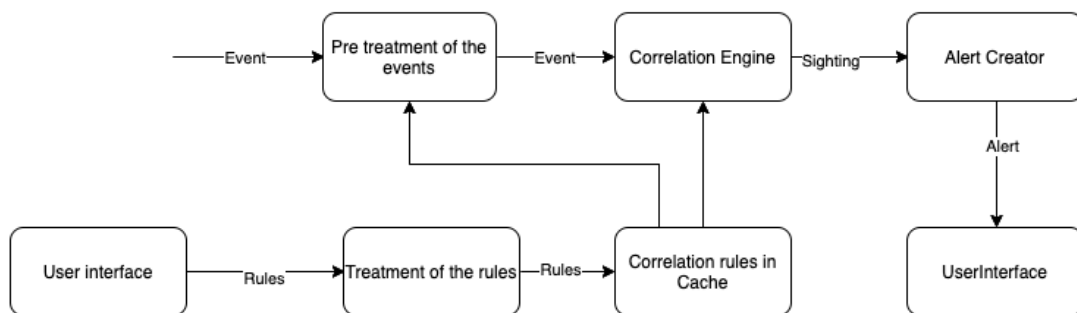 Pre treatment of the
events
Event
Event
Correlation Engine
Sighting
Alert Creator
Alert
User interface
Rules
Treatment of the rules
Rules
Correlation rules in
Cache
UserInterface